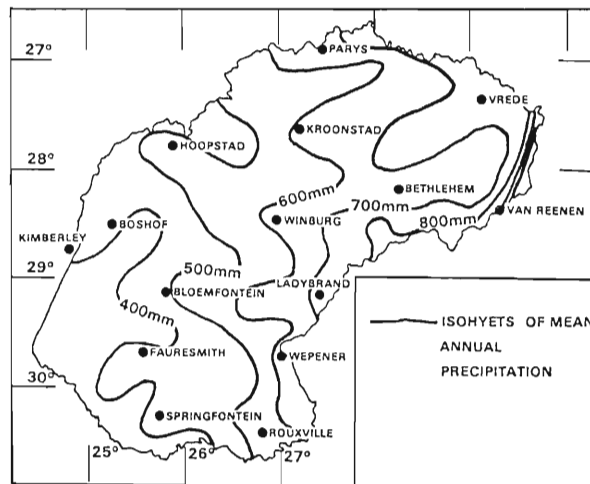 27°
PARYS
VREDE
KROONSTAD
HOOPSTAD
28°
BETHLEHEM
600mm
700mm
800mm
VAN REENEN
BOSHOF
WINBURG
KIMBERLEY
29°
500mm
LADYBRAND
BLOEMFONTEIN
400mm
ISOHYETS OF MEAN
ANNUAL
PRECIPITATION
FAURESMITH
WEPENER
30°
SPRINGFONTEIN
ROUXVILLE
25°
26°
27°